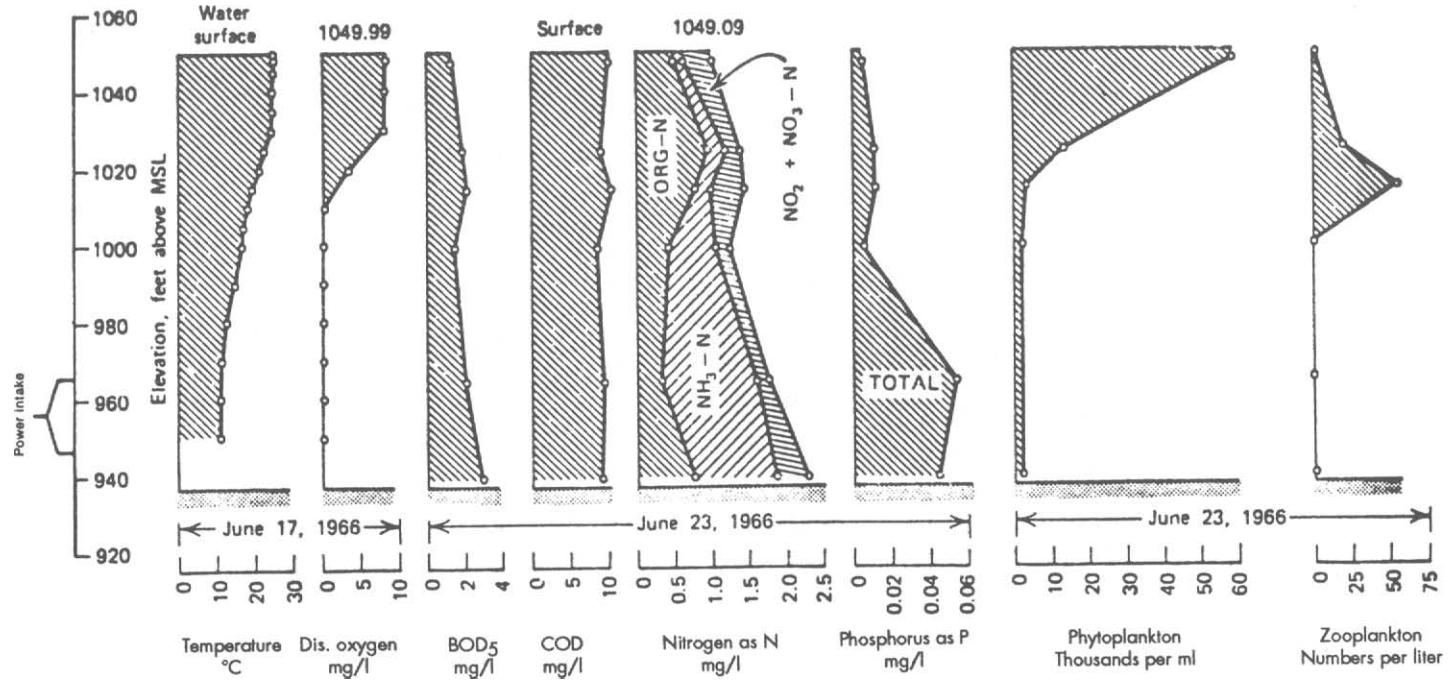 Water
surface 1049.99 Surface 1049.09
1060
1040
1020
1000
980
960
940
920
Elevation, feet above MSL
Power intake
ORG-N
NH3-N
NO2 + NO3-N
TOTAL
June 17, 1966
June 23, 1966
June 23, 1966
0 10 20 30
0 10
0 2 4
0 10
0 0.5 1.0 1.5 2.0 2.5
0 0.02 0.04 0.06
0 10 20 30 40 50 60
0 25 50 75
Temperature
°C
Dis. oxygen
mg/l
BOD5
mg/l
COD
mg/l
Nitrogen as N
mg/l
Phosphorus as P
mg/l
Phytoplankton
Thousands per ml
Zooplankton
Numbers per liter